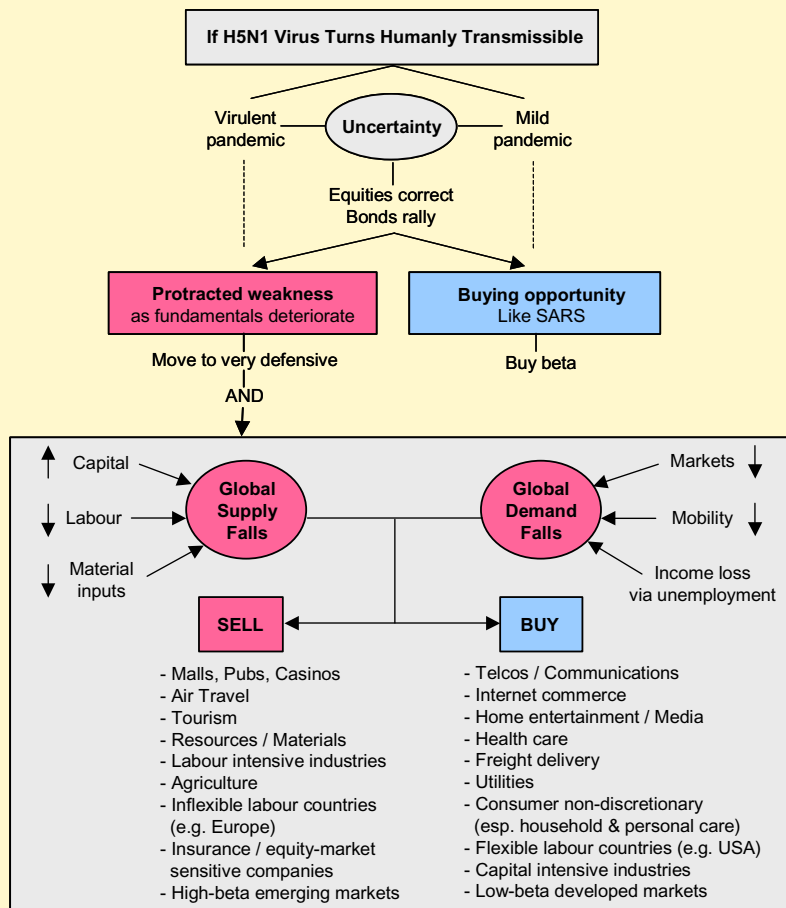 If H5N1 Virus Turns Humanly Transmissible
Virulent
pandemic
Uncertainty
Mild
pandemic
Equities correct
Bonds rally
Protracted weakness
as fundamentals deteriorate
Buying opportunity
Like SARS
Move to very defensive
Buy beta
AND
Capital
Labour
Material
inputs
Global
Supply
Falls
Global
Demand
Falls
Markets
Mobility
Income loss
via unemployment
SELL
- Malls, Pubs, Casinos
- Air Travel
- Tourism
- Resources / Materials
- Labour intensive industries
- Agriculture
- Inflexible labour countries
(e.g. Europe)
- Insurance / equity-market
sensitive companies
- High-beta emerging markets
BUY
- Telcos / Communications
- Internet commerce
- Home entertainment / Media
- Health care
- Freight delivery
- Utilities
- Consumer non-discretionary
(esp. household & personal care)
- Flexible labour countries (e.g. USA)
- Capital intensive industries
- Low-beta developed markets